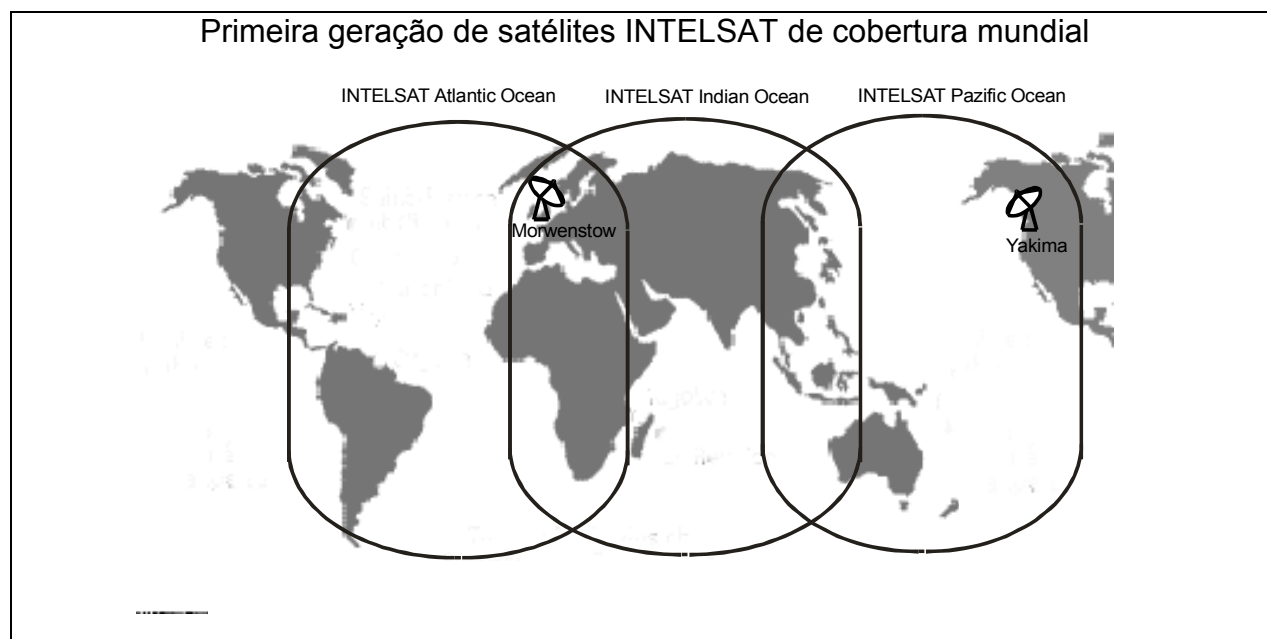 Primeira geração de satélites INTELSAT de cobertura mundial
INTELSAT Atlantic Ocean INTELSAT Indian Ocean INTELSAT Pazific Ocean
Morwenstow
Yakima